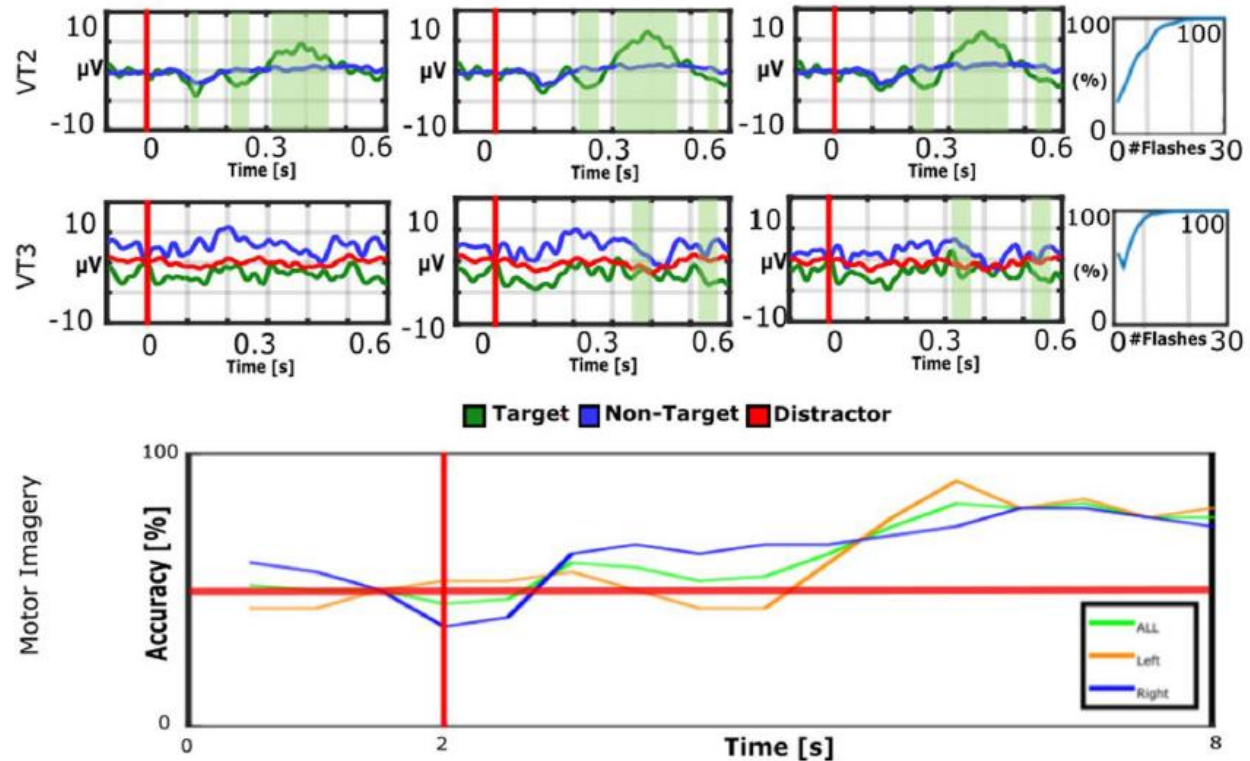 VT2
10
µV
-10
0
0.3
0.6
Time [s]
10
µV
-10
0
0.3
0.6
Time [s]
10
µV
-10
0
0.3
0.6
Time [s]
100
100
(%)
0
0 #Flashes 30
VT3
10
µV
-10
0
0.3
0.6
Time [s]
10
µV
-10
0
0.3
0.6
Time [s]
10
µV
-10
0
0.3
0.6
Time [s]
100
100
(%)
0
0 #Flashes 30
Target Non-Target Distractor
Motor Imagery
Accuracy [%]
100
0
0
2
8
Time [s]
ALL
Left
Right